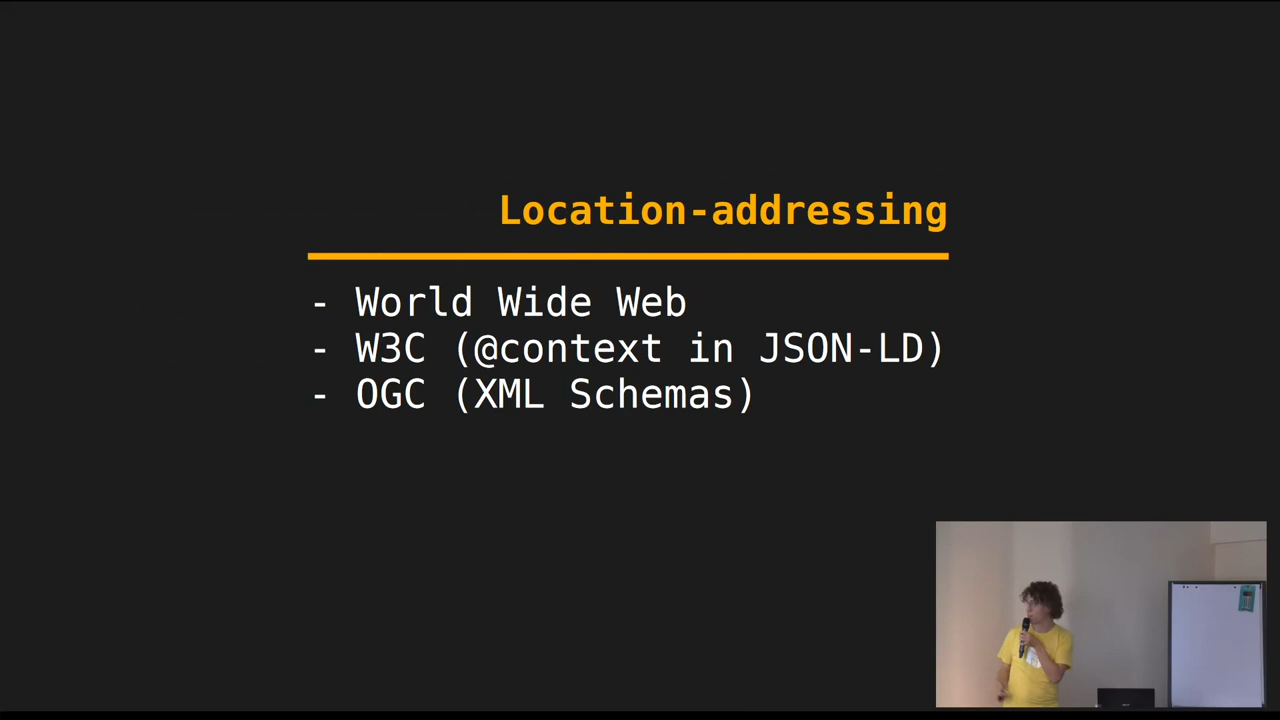 Location-addressing
- World Wide Web
- W3C (@context in JSON-LD)
- OGC (XML Schemas)